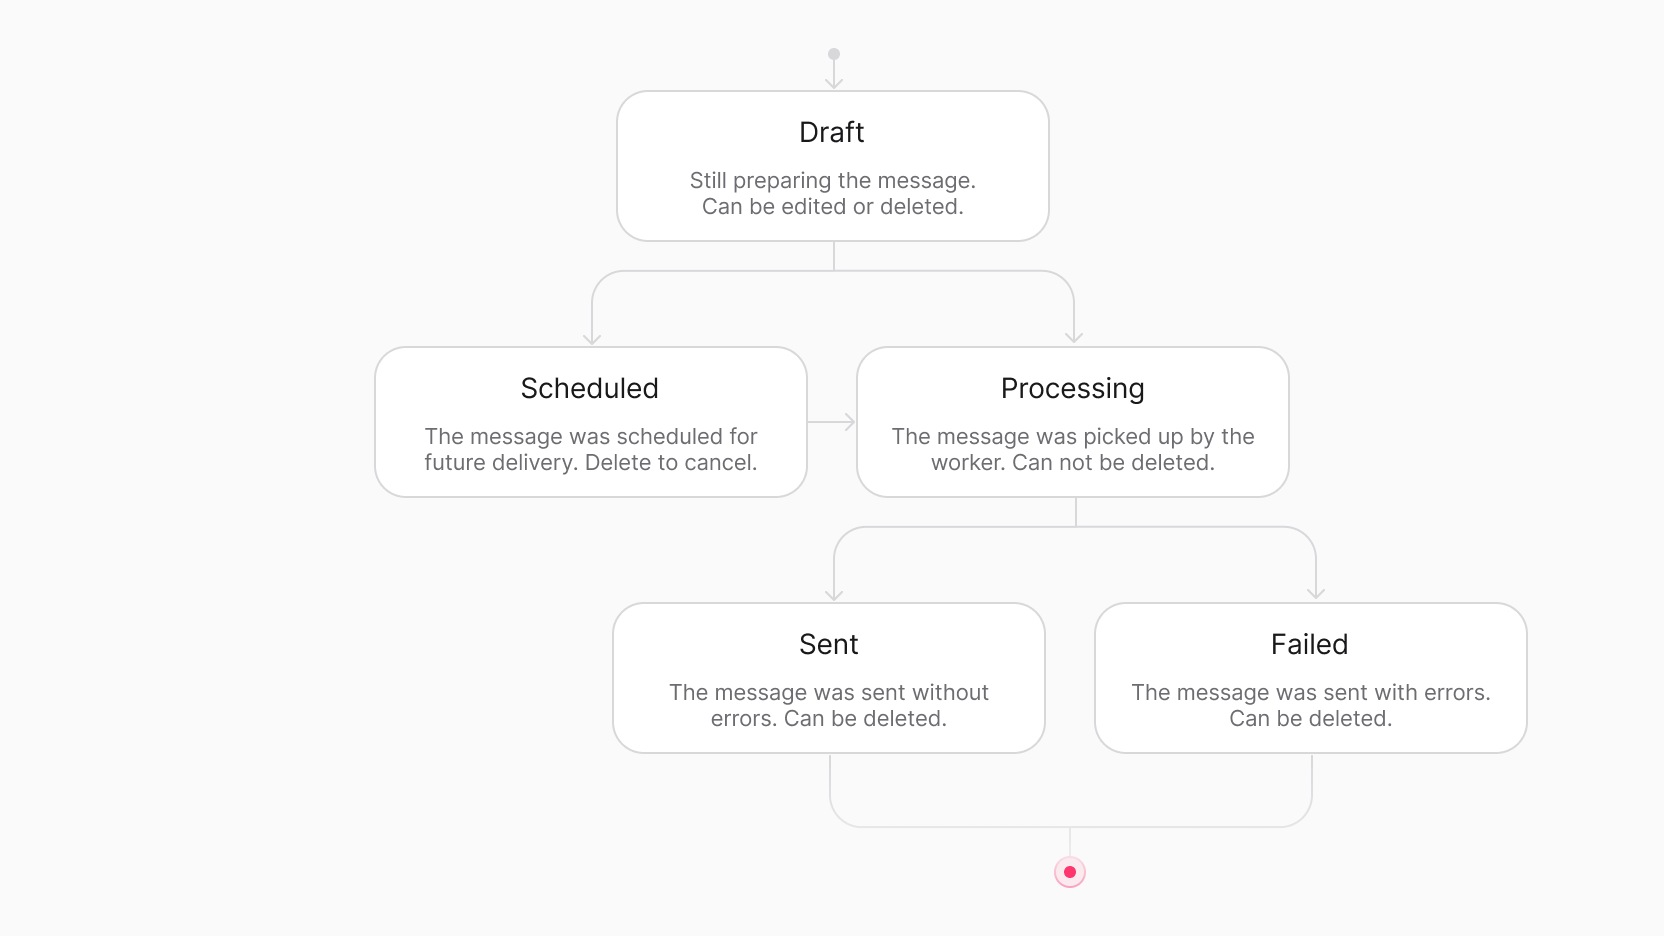 Draft
Still preparing the message.
Can be edited or deleted.
Scheduled
The message was scheduled for
future delivery. Delete to cancel.
Processing
The message was picked up by the
worker. Can not be deleted.
Sent
The message was sent without
errors. Can be deleted.
Failed
The message was sent with errors.
Can be deleted.